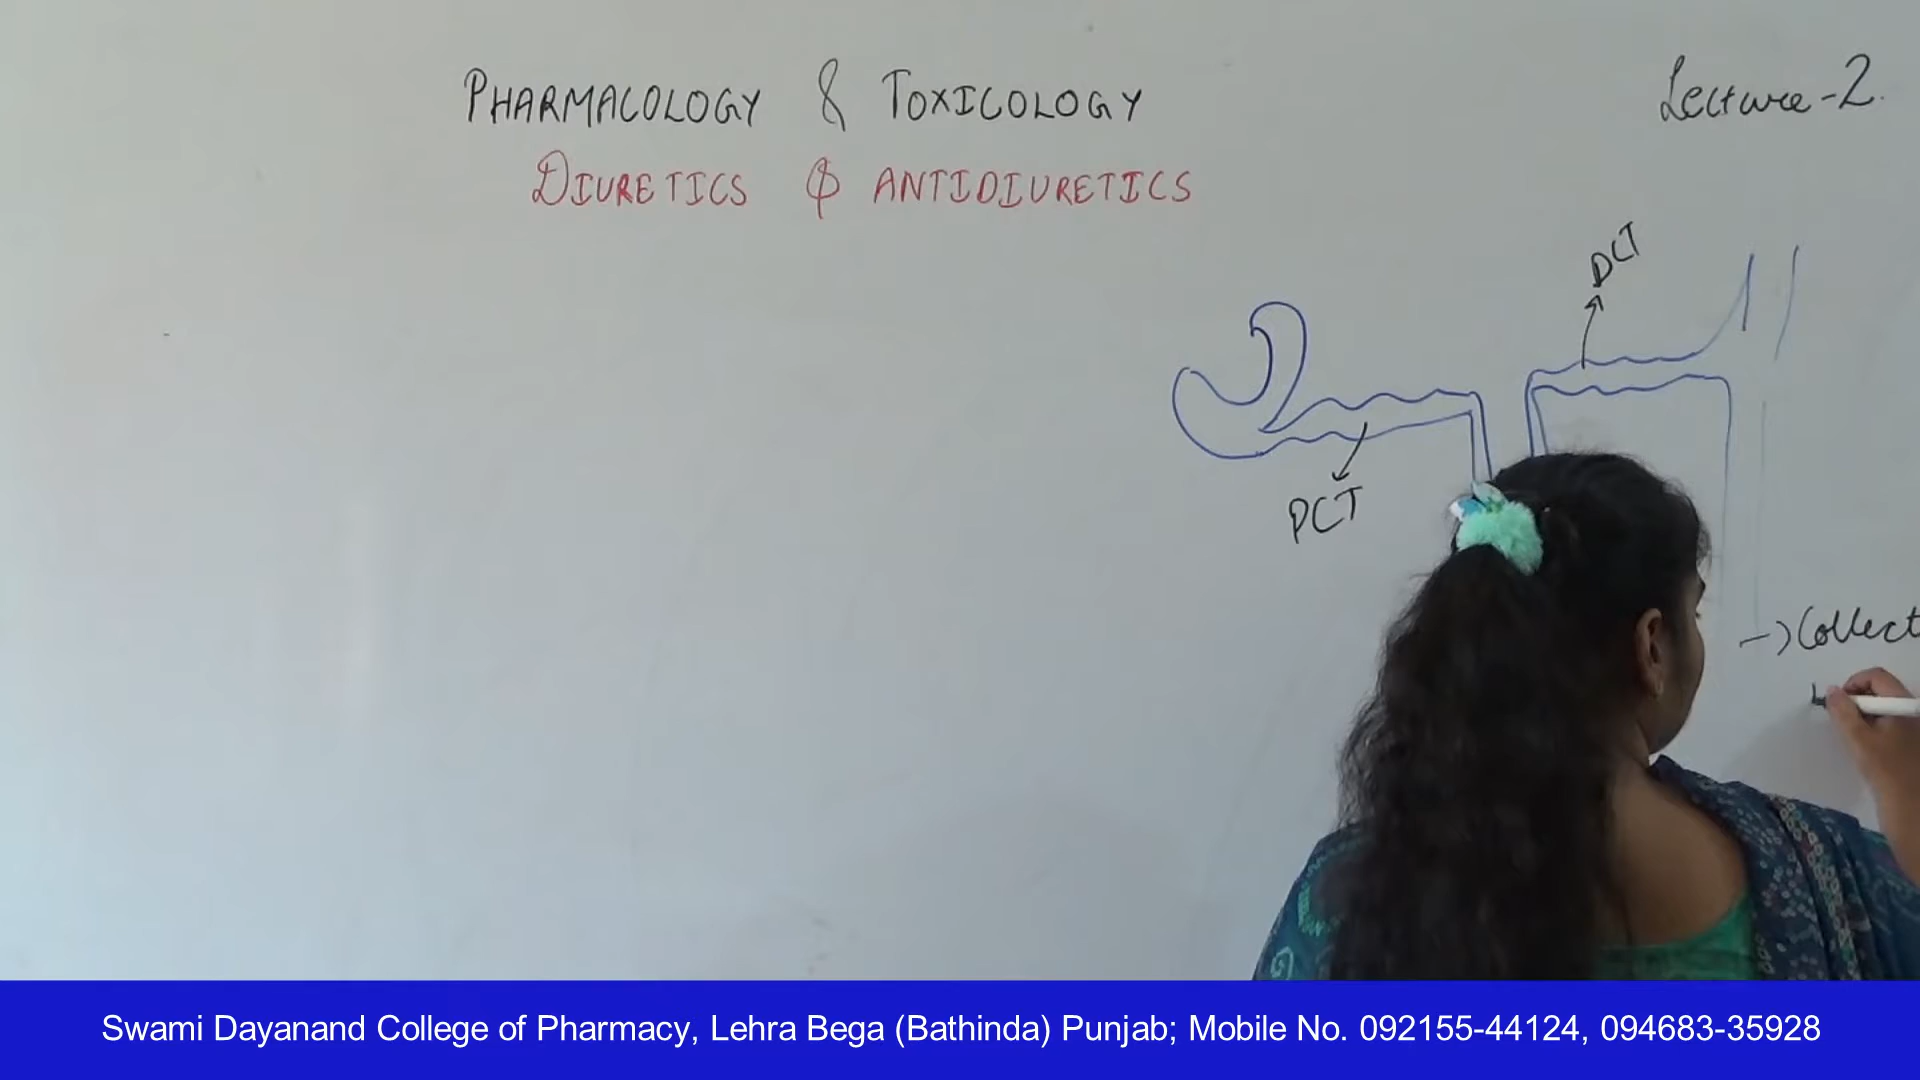 PHARMACOLOGY & TOXICOLOGY
Lecture-2.
DIURETICS & ANTIDIURETICS
DCT
PCT
→ Collect
Swami Dayanand College of Pharmacy, Lehra Bega (Bathinda) Punjab; Mobile No. 092155-44124, 094683-35928